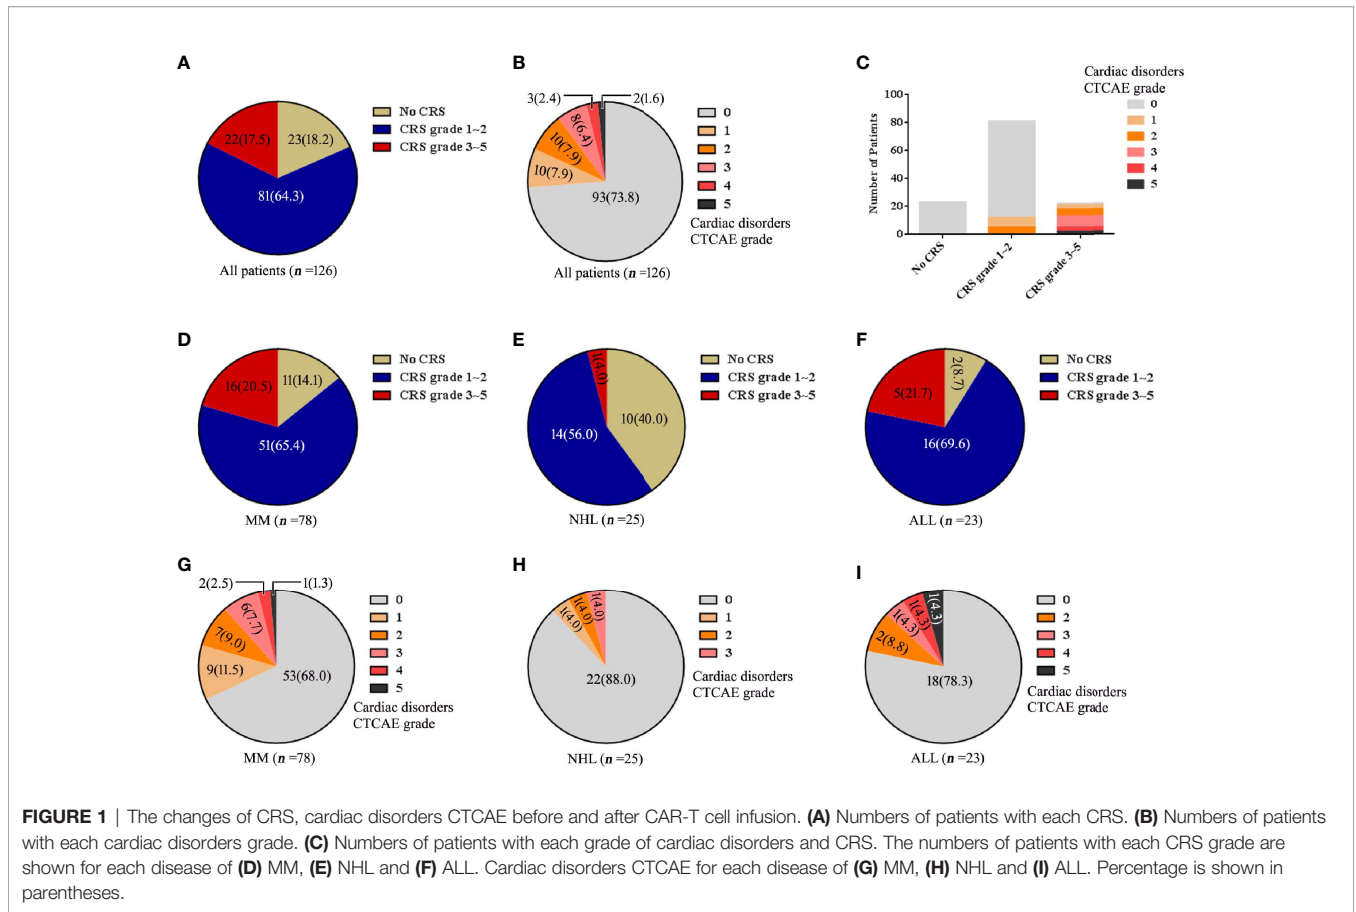 A
22(17.5)
23(18.2)
81(64.3)
No CRS
CRS grade 1~2
CRS grade 3~5
All patients (n =126)
B
3(2.4)
2(1.6)
8(6.4)
10(7.9)
10(7.9)
93(73.8)
0
1
2
3
4
5
Cardiac disorders
CTCAE grade
All patients (n =126)
C
Cardiac disorders
CTCAE grade
0
1
2
3
4
5
Number of Patients
100
80
60
40
20
0
No CRS
CRS grade 1~2
CRS grade 3~5
D
16(20.5)
11(14.1)
51(65.4)
No CRS
CRS grade 1~2
CRS grade 3~5
MM (n =78)
E
1(4.0)
10(40.0)
14(56.0)
No CRS
CRS grade 1~2
CRS grade 3~5
NHL (n =25)
F
2(8.7)
5(21.7)
16(69.6)
No CRS
CRS grade 1~2
CRS grade 3~5
ALL (n =23)
G
2(2.5)
1(1.3)
6(7.7)
7(9.0)
9(11.5)
53(68.0)
0
1
2
3
4
5
Cardiac disorders
CTCAE grade
MM (n =78)
H
1(4.0)
1(4.0)
1(4.0)
22(88.0)
0
1
2
3
Cardiac disorders
CTCAE grade
NHL (n =25)
I
1(4.3)
1(4.3)
1(4.3)
2(8.8)
18(78.3)
0
2
3
4
5
Cardiac disorders
CTCAE grade
ALL (n =23)
FIGURE 1 | The changes of CRS, cardiac disorders CTCAE before and after CAR-T cell infusion. (A) Numbers of patients with each CRS. (B) Numbers of patients
with each cardiac disorders grade. (C) Numbers of patients with each grade of cardiac disorders and CRS. The numbers of patients with each CRS grade are
shown for each disease of (D) MM, (E) NHL and (F) ALL. Cardiac disorders CTCAE for each disease of (G) MM, (H) NHL and (I) ALL. Percentage is shown in
parentheses.